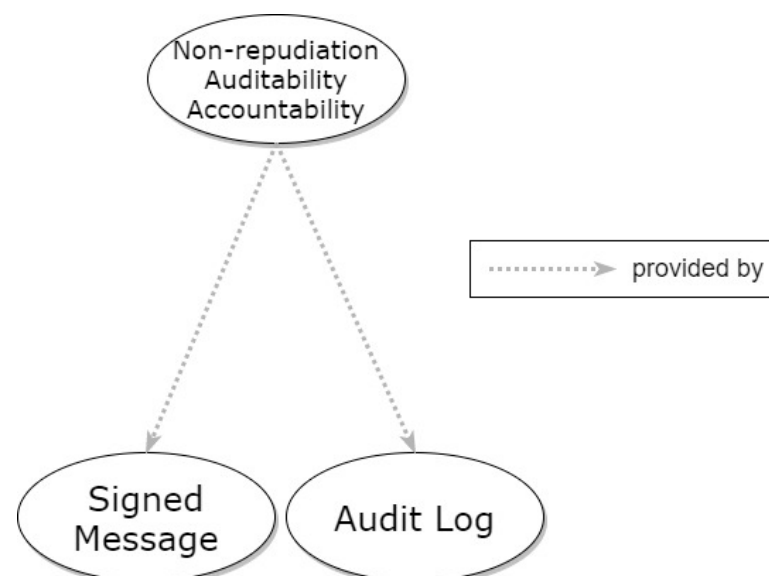 Non-repudiation
Auditability
Accountability
provided by
Signed
Message
Audit Log